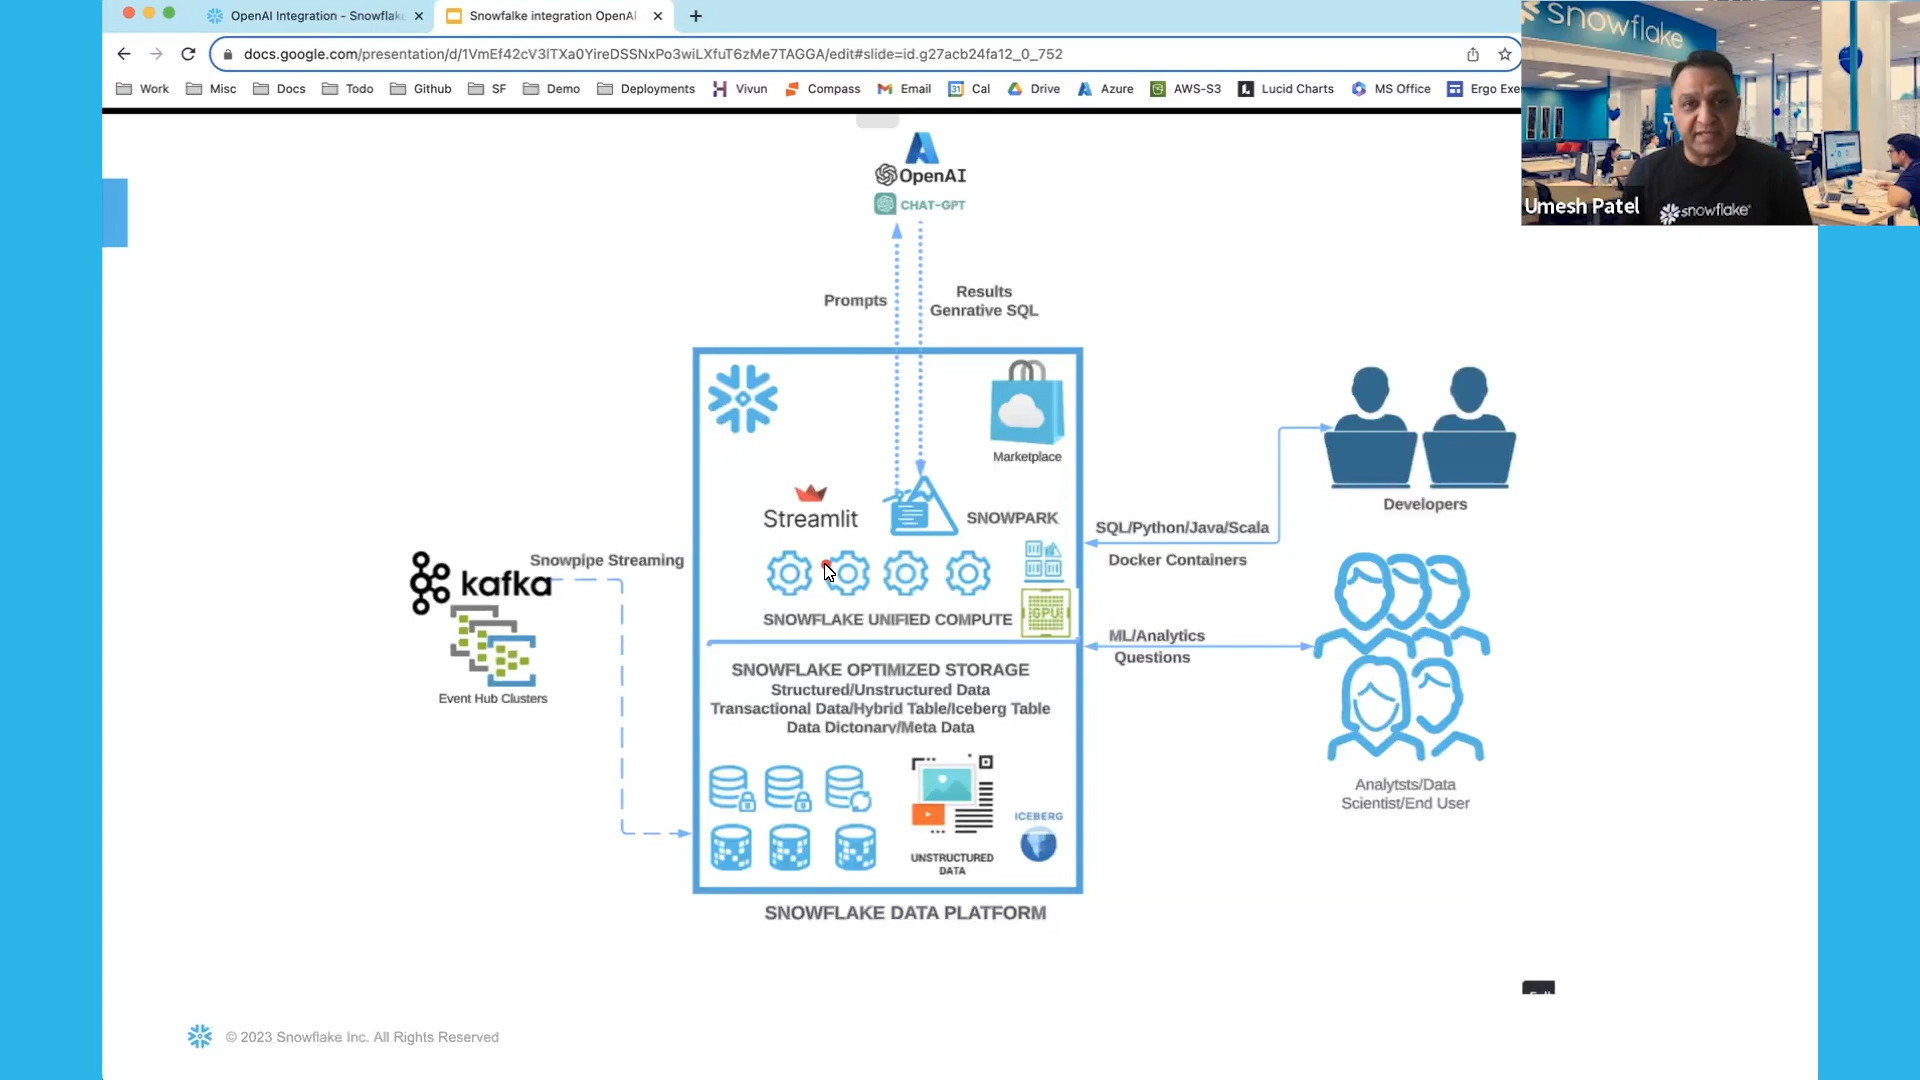 OpenAI Integration - Snowflak
Snowfalke integration OpenAI
docs.google.com/presentation/d/1VmEf42cV3lTXa0YireDSSNxPo3wiLXfuT6zMe7TAGGA/edit#slide=id.g27acb24fa12_0_752
Work Misc Docs Todo Github SF Demo Deployments Vivun Compass Email Cal Drive Azure AWS-S3 Lucid Charts MS Office Ergo Exe
snowflake
Umesh Patel
snowflake
OpenAI
CHAT-GPT
Prompts
Results
Genrative SQL
Marketplace
Streamlit
SNOWPARK
SNOWFLAKE UNIFIED COMPUTE
GPU
SQL/Python/Java/Scala
Docker Containers
Developers
Snowpipe Streaming
kafka
Event Hub Clusters
ML/Analytics
Questions
SNOWFLAKE OPTIMIZED STORAGE
Structured/Unstructured Data
Transactional Data/Hybrid Table/Iceberg Table
Data Dictonary/Meta Data
UNSTRUCTURED
DATA
ICEBERG
Analytsts/Data
Scientist/End User
SNOWFLAKE DATA PLATFORM
© 2023 Snowflake Inc. All Rights Reserved